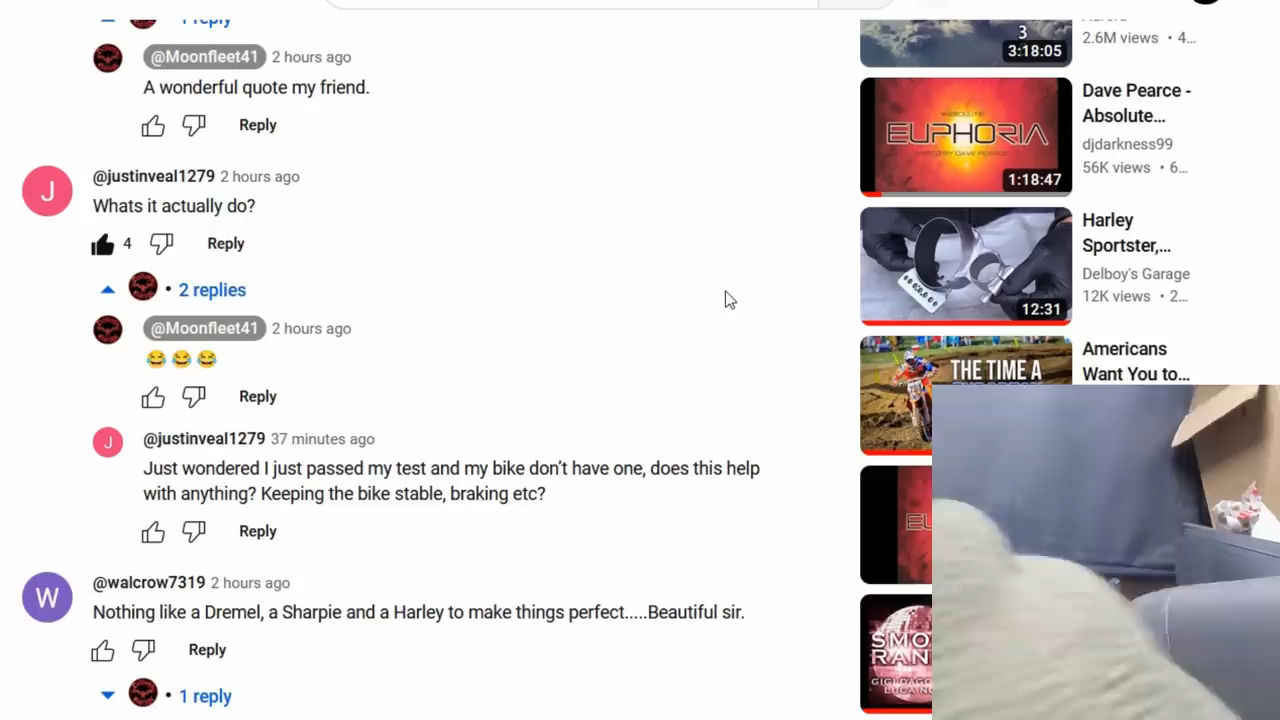 1 reply
@Moonfleet41 2 hours ago
A wonderful quote my friend.
Reply
@justinveal1279 2 hours ago
Whats it actually do?
4 Reply
2 replies
@Moonfleet41 2 hours ago
😂😂😂
Reply
@justinveal1279 37 minutes ago
Just wondered I just passed my test and my bike don't have one, does this help
with anything? Keeping the bike stable, braking etc?
Reply
@walcrow7319 2 hours ago
Nothing like a Dremel, a Sharpie and a Harley to make things perfect.....Beautiful sir.
Reply
1 reply
3
3:18:05
2.6M views • 4...
ABSOLUTE
EUPHORIA
MIXED BY DAVE PEARCE
1:18:47
Dave Pearce -
Absolute...
djdarkness99
56K views • 6...
12:31
Harley
Sportster,...
Delboy's Garage
12K views • 2...
THE TIME A
Americans
Want You to...